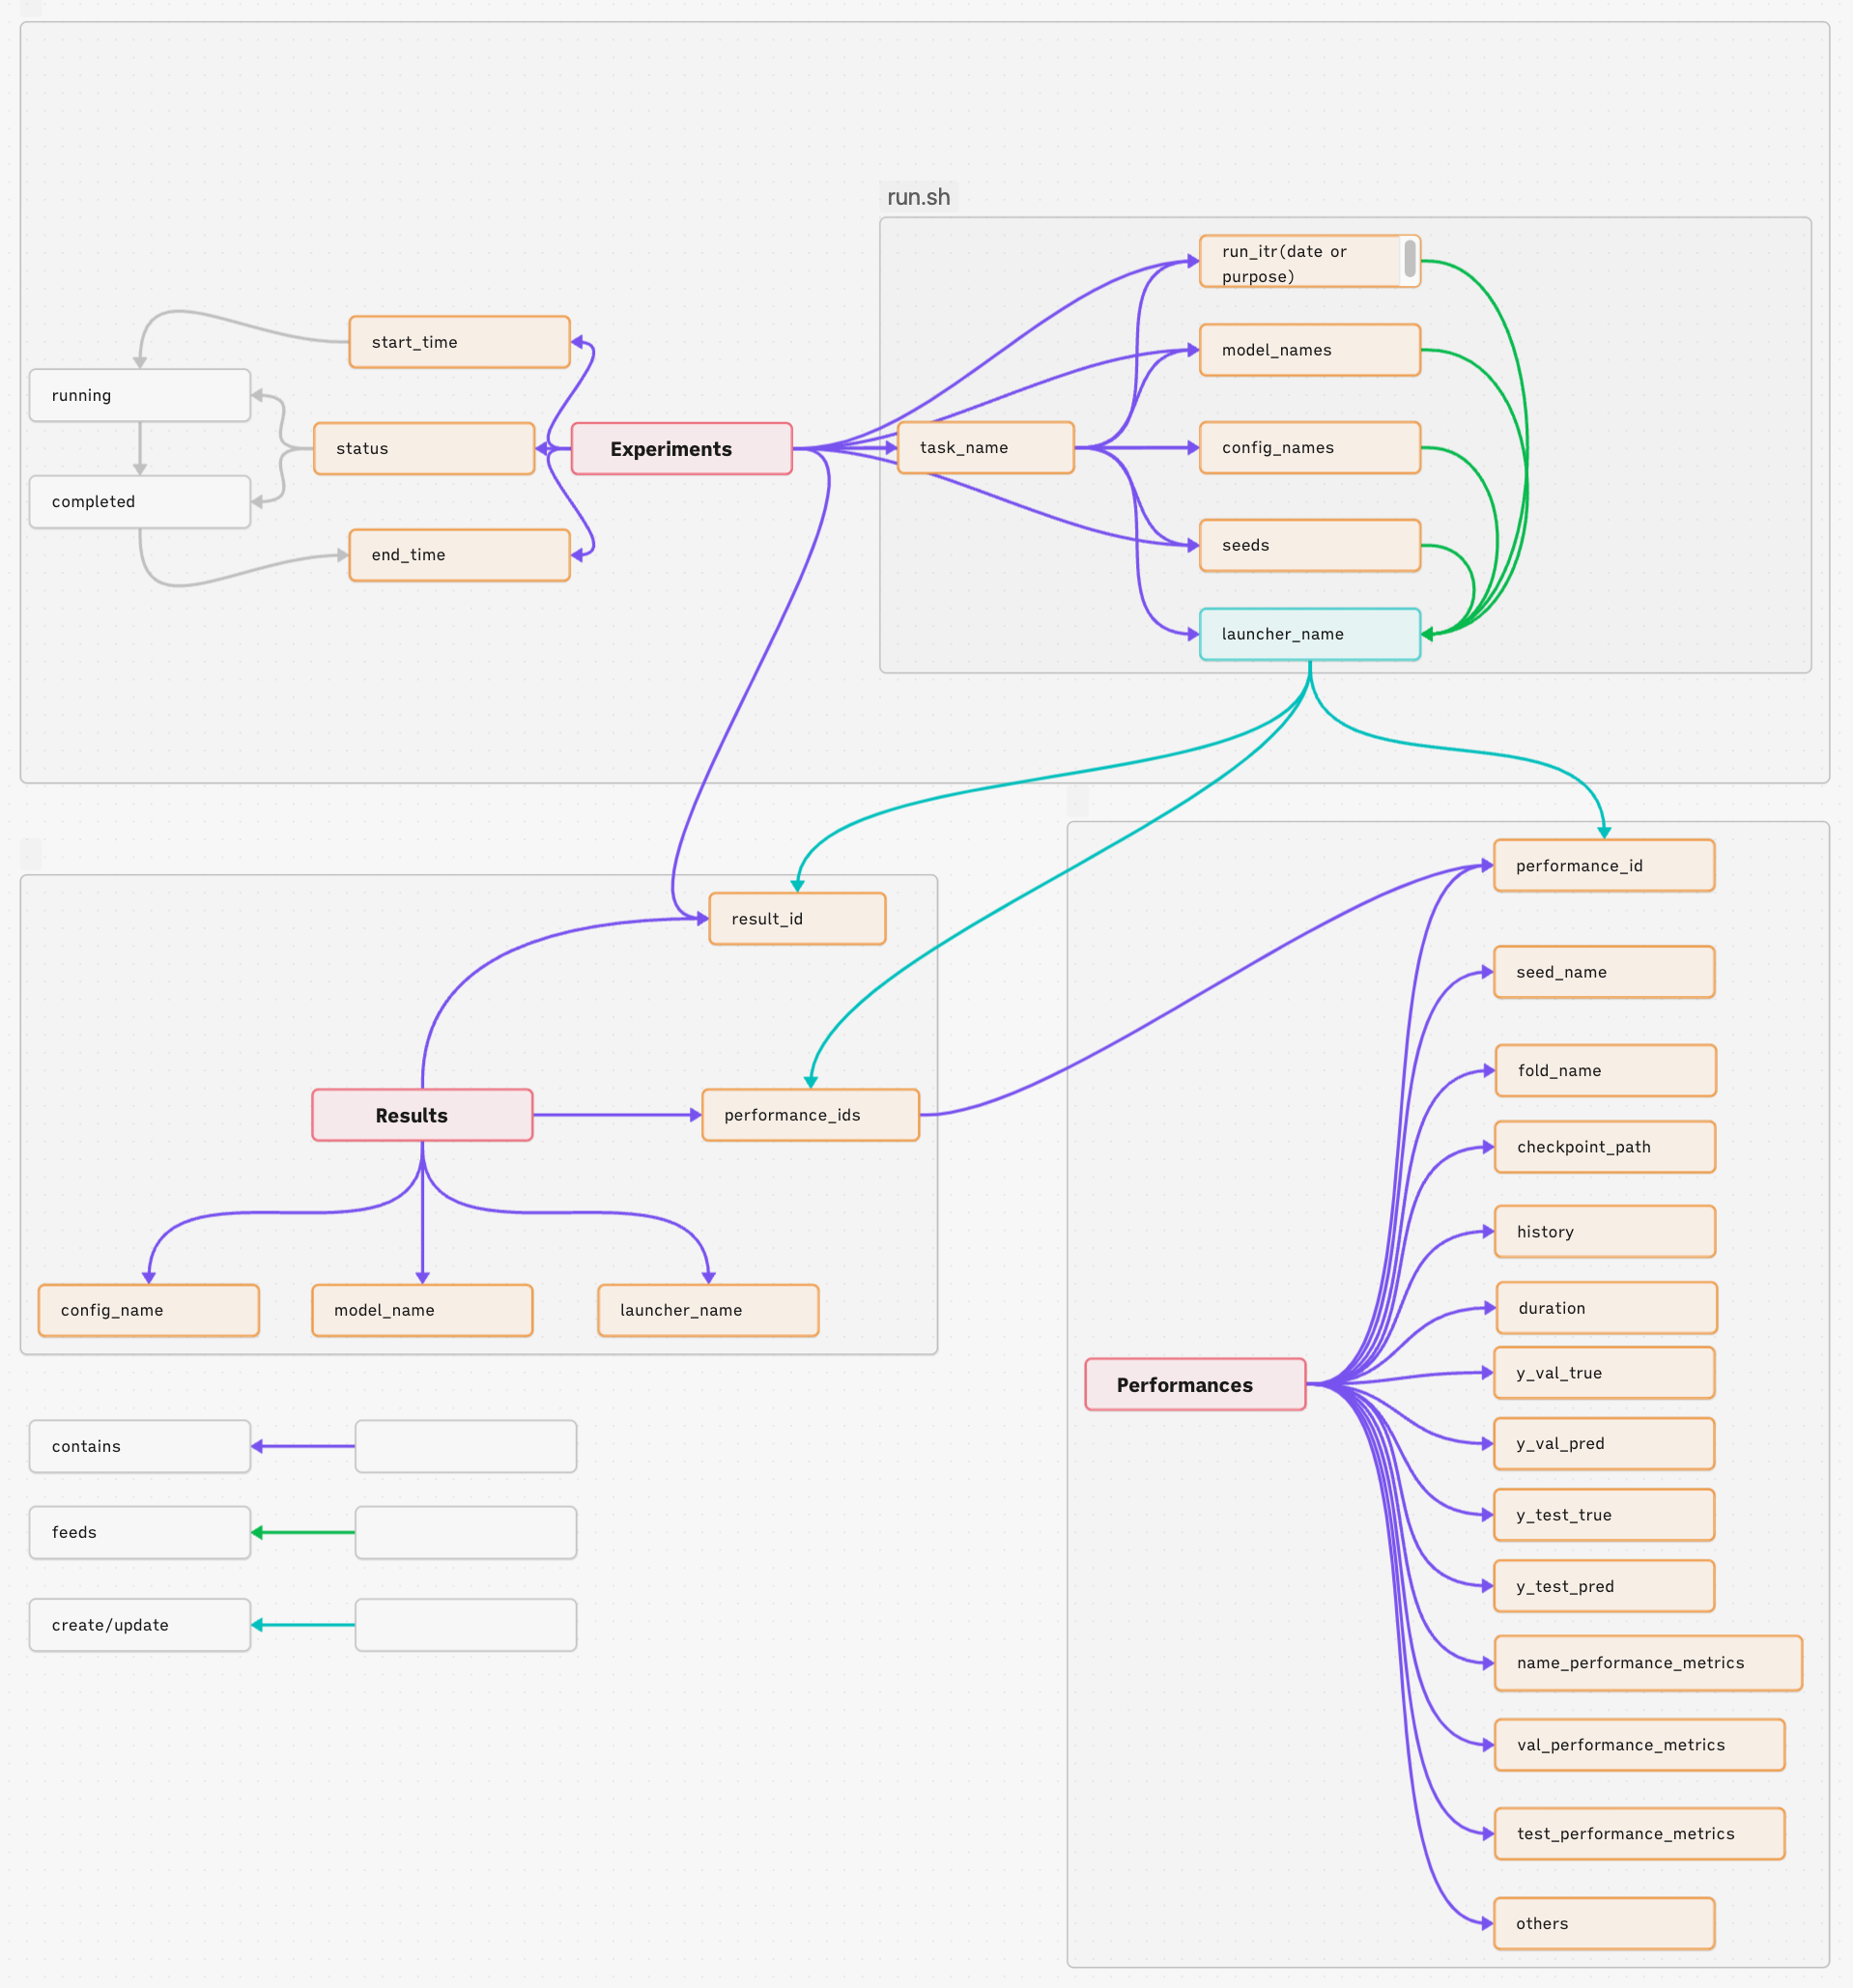 run.sh
run_itr(date or
purpose)
start_time
model_names
running
status
Experiments
task_name
config_names
completed
end_time
seeds
launcher_name
performance_id
result_id
seed_name
fold_name
Results
performance_ids
checkpoint_path
history
config_name
model_name
launcher_name
duration
y_val_true
Performances
contains
y_val_pred
feeds
y_test_true
y_test_pred
create/update
name_performance_metrics
val_performance_metrics
test_performance_metrics
others